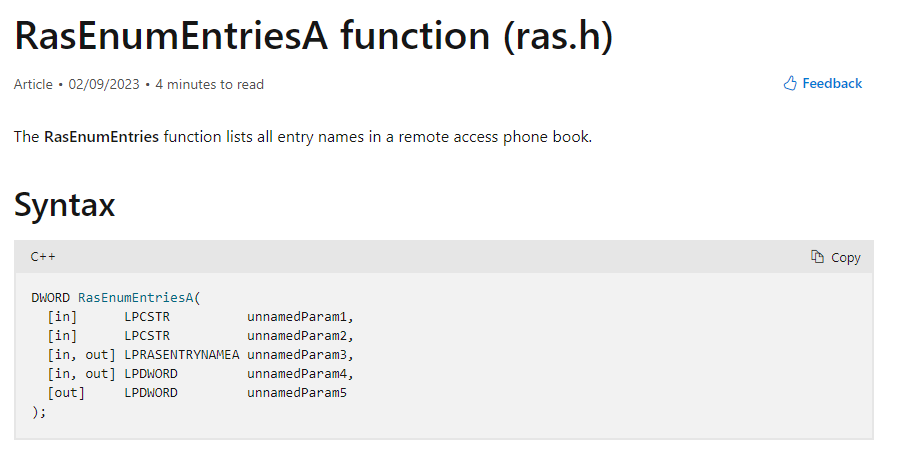 RasEnumEntriesA function (ras.h)
Article • 02/09/2023 • 4 minutes to read
Feedback
The RasEnumEntries function lists all entry names in a remote access phone book.
Syntax
C++
Copy
DWORD RasEnumEntriesA(
  [in]      LPCSTR          unnamedParam1,
  [in]      LPCSTR          unnamedParam2,
  [in, out] LPRASENTRYNAMEA unnamedParam3,
  [in, out] LPDWORD         unnamedParam4,
  [out]     LPDWORD         unnamedParam5
);